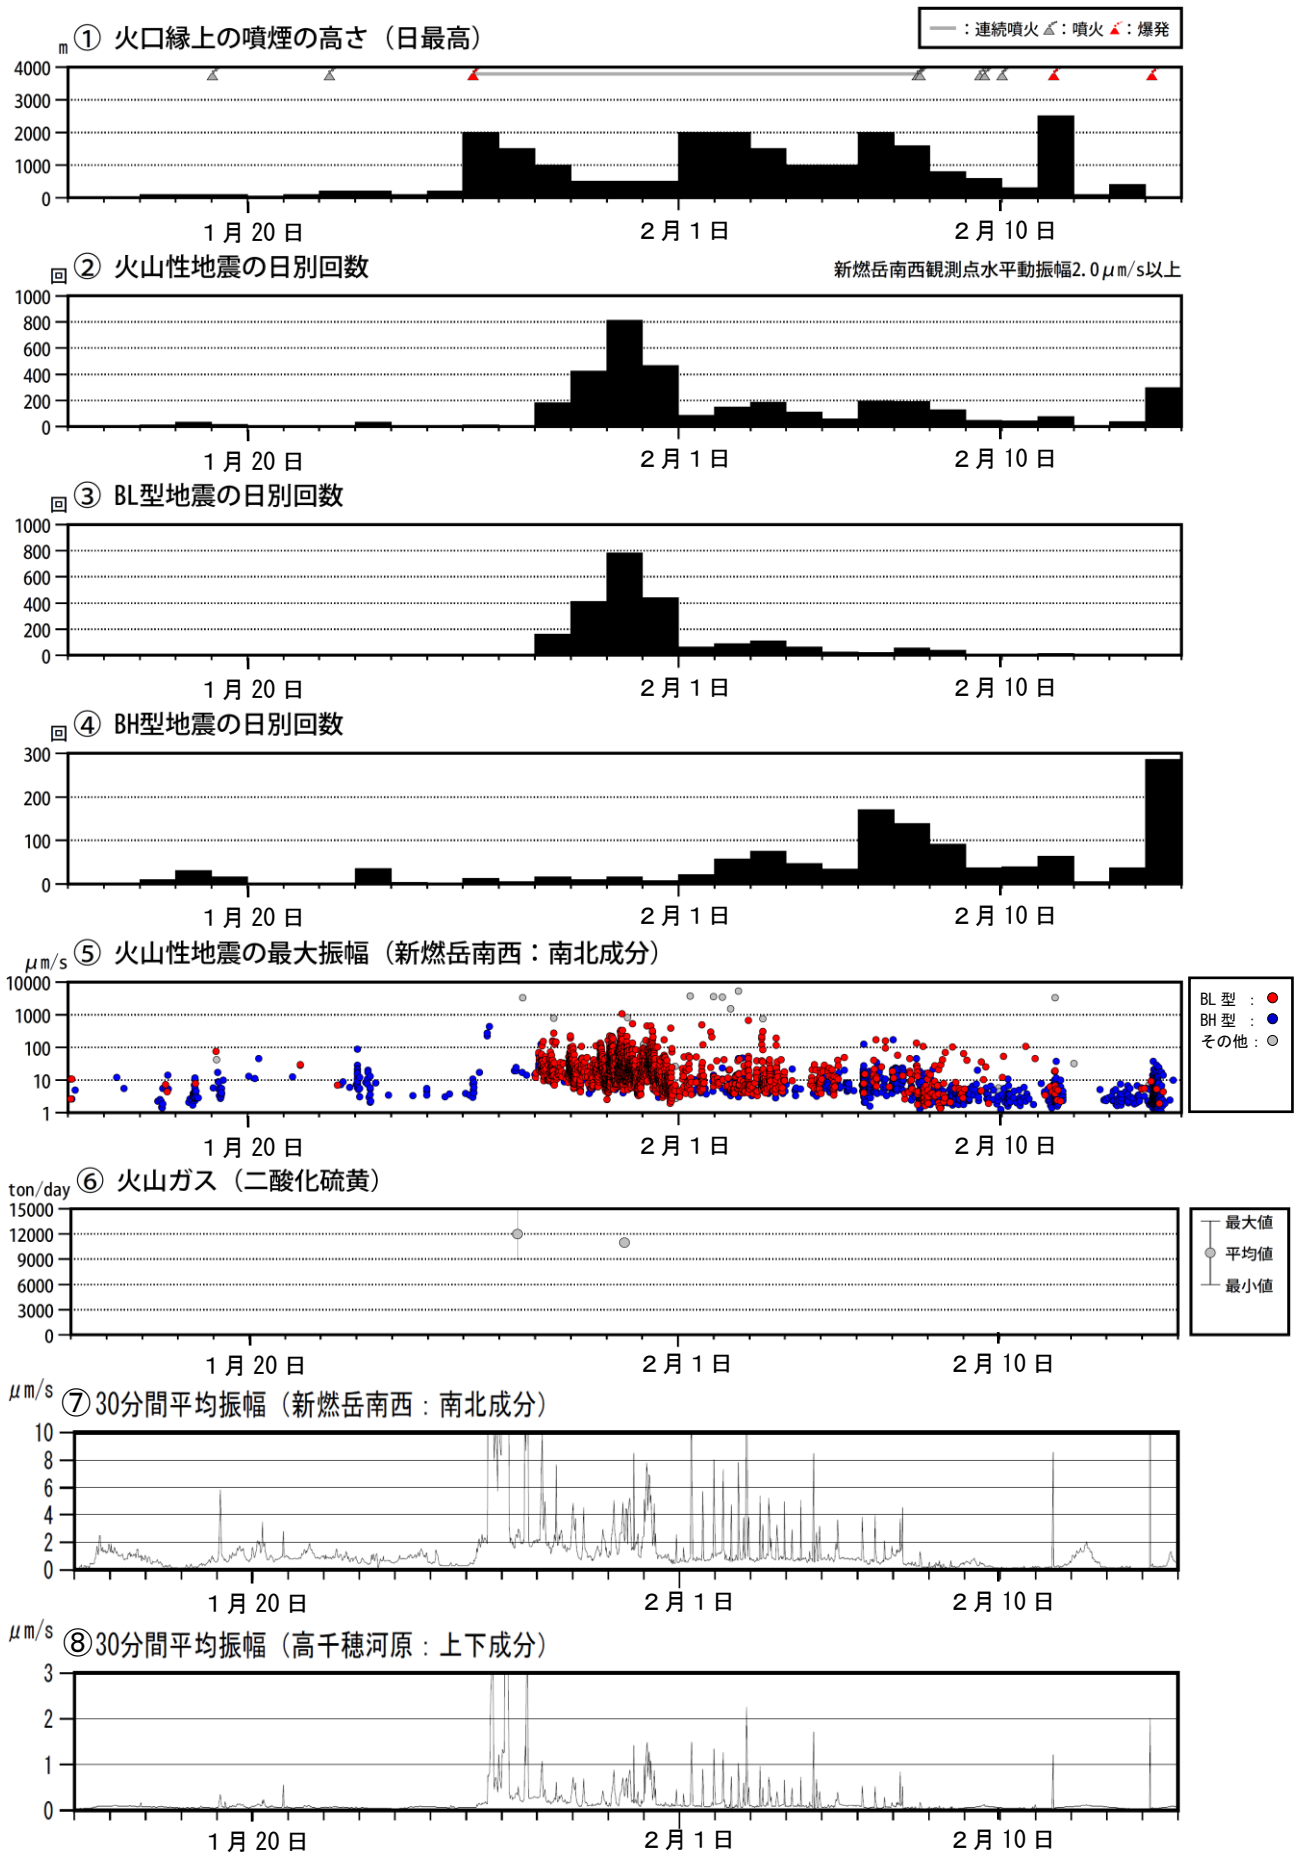 m ① 火口縁上の噴煙の高さ（日最高）
：連続噴火 ：噴火 ：爆発
4000
3000
2000
1000
0
1月20日 2月1日 2月10日
回 ② 火山性地震の日別回数
新燃岳南西観測点水平動振幅2.0μm/s以上
1000
800
600
400
200
0
1月20日 2月1日 2月10日
回 ③ BL型地震の日別回数
1000
800
600
400
200
0
1月20日 2月1日 2月10日
回 ④ BH型地震の日別回数
300
200
100
0
1月20日 2月1日 2月10日
μm/s ⑤ 火山性地震の最大振幅（新燃岳南西：南北成分）
10000
1000
100
10
1
BL型 ：
BH型 ：
その他：
1月20日 2月1日 2月10日
ton/day ⑥ 火山ガス（二酸化硫黄）
15000
12000
9000
6000
3000
0
最大値
平均値
最小値
1月20日 2月1日 2月10日
μm/s ⑦ 30分間平均振幅（新燃岳南西：南北成分）
10
8
6
4
2
0
1月20日 2月1日 2月10日
μm/s ⑧ 30分間平均振幅（高千穂河原：上下成分）
3
2
1
0
1月20日 2月1日 2月10日